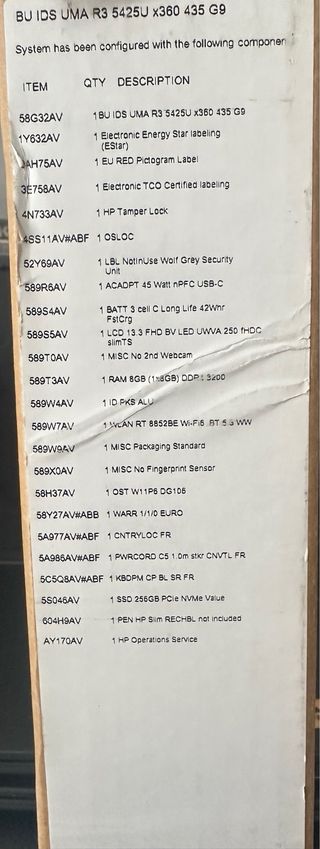 BU IDS UMA R3 5425U x360 435 G9
System has been configured with the following componen
ITEM QTY DESCRIPTION
58G32AV 1 BU IDS UMA R3 5425U x360 435 G9
1Y632AV 1 Electronic Energy Star labeling
(EStar)
AH75AV 1 EU RED Pictogram Label
3E758AV 1 Electronic TCO Certified labeling
4N733AV 1 HP Tamper Lock
4SS11AV#ABF 1 OSLOC
52Y69AV 1 LBL NotInUse Wolf Grey Security
Unit
589R6AV 1 ACADPT 45 Watt nPFC USB-C
589S4AV 1 BATT 3 cell C Long Life 42Whr
FstCrg
589S5AV 1 LCD 13.3 FHD BV LED UWVA 250 fHDC
slimTS
589T0AV 1 MISC No 2nd Webcam
589T3AV 1 RAM 8GB (1x8GB) DDR4 3200
589W4AV 1 ID PKS ALU
589W7AV 1 WLAN RT 8852BE Wi-Fi6 BT 5.3 WW
589W9AV 1 MISC Packaging Standard
589X0AV 1 MISC No Fingerprint Sensor
58H37AV 1 OST W11P6 DG106
58Y27AV#ABB 1 WARR 1/1/0 EURO
5A977AV#ABF 1 CNTRYLOC FR
5A986AV#ABF 1 PWRCORD C5 1.0m stkr CNVTL FR
5C5Q8AV#ABF 1 KBDPM CP BL SR FR
5S046AV 1 SSD 256GB PCIe NVMe Value
604H9AV 1 PEN HP Slim RECHBL not included
AY170AV 1 HP Operations Service